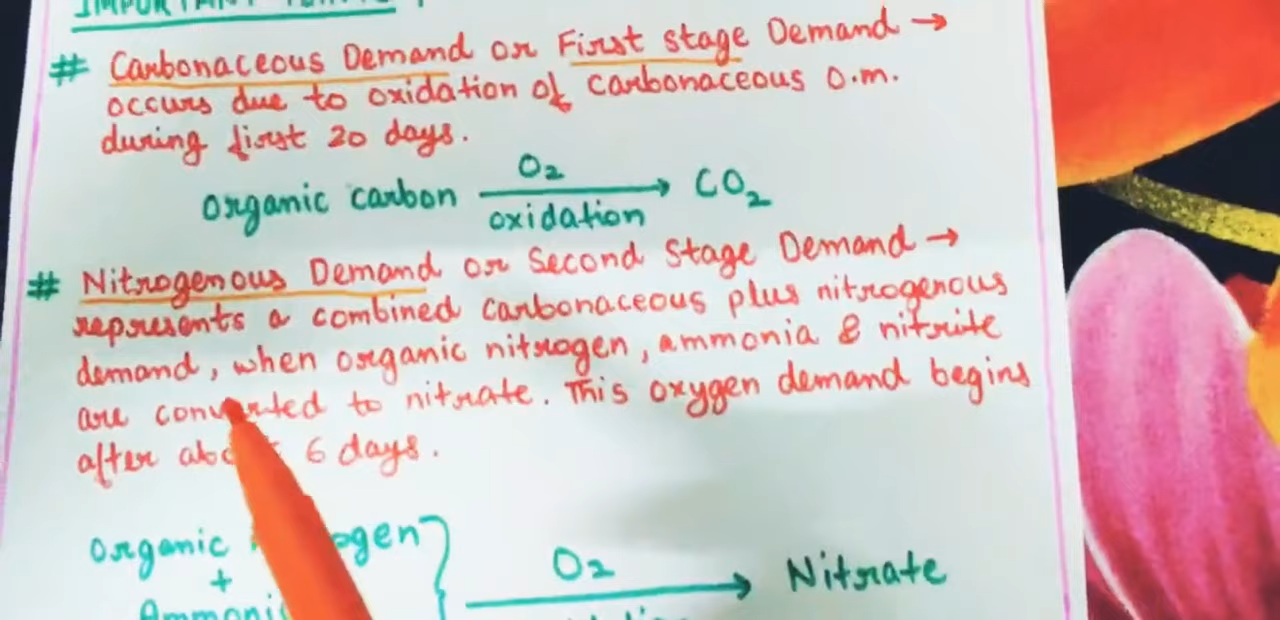 IMPORTANT
# Carbonaceous Demand or First stage Demand →
occurs due to oxidation of carbonaceous o.m.
during first 20 days.
O₂
organic carbon → CO₂
oxidation
# Nitrogenous Demand or Second Stage Demand →
represents a combined carbonaceous plus nitrogenous
demand, when organic nitrogen, ammonia & nitrite
are converted to nitrate. This oxygen demand begins
after 6 days.
Organic
+
O₂
→ Nitrate